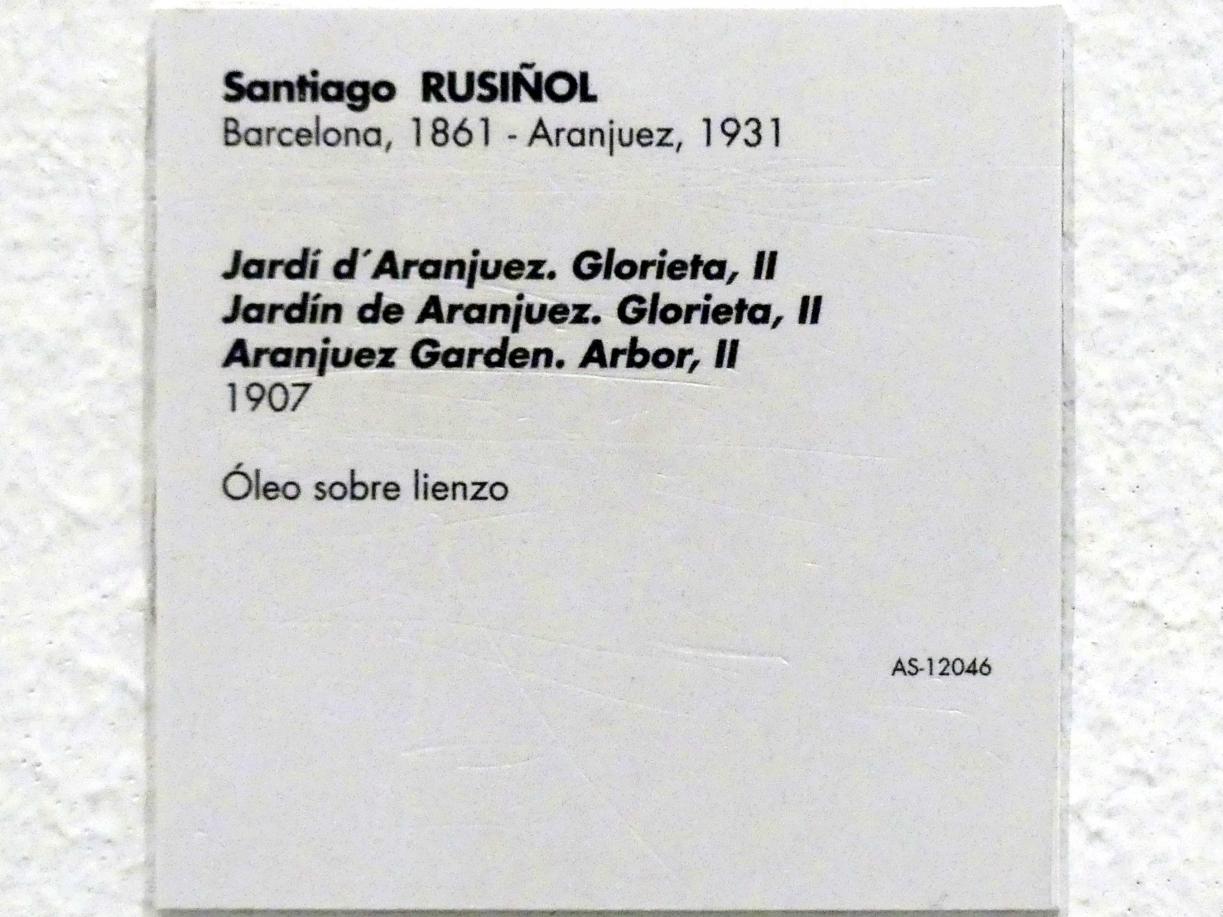 Santiago RUSIÑOL
Barcelona, 1861 - Aranjuez, 1931
Jardí d´Aranjuez. Glorieta, II
Jardín de Aranjuez. Glorieta, II
Aranjuez Garden. Arbor, II
1907
Óleo sobre lienzo
AS-12046